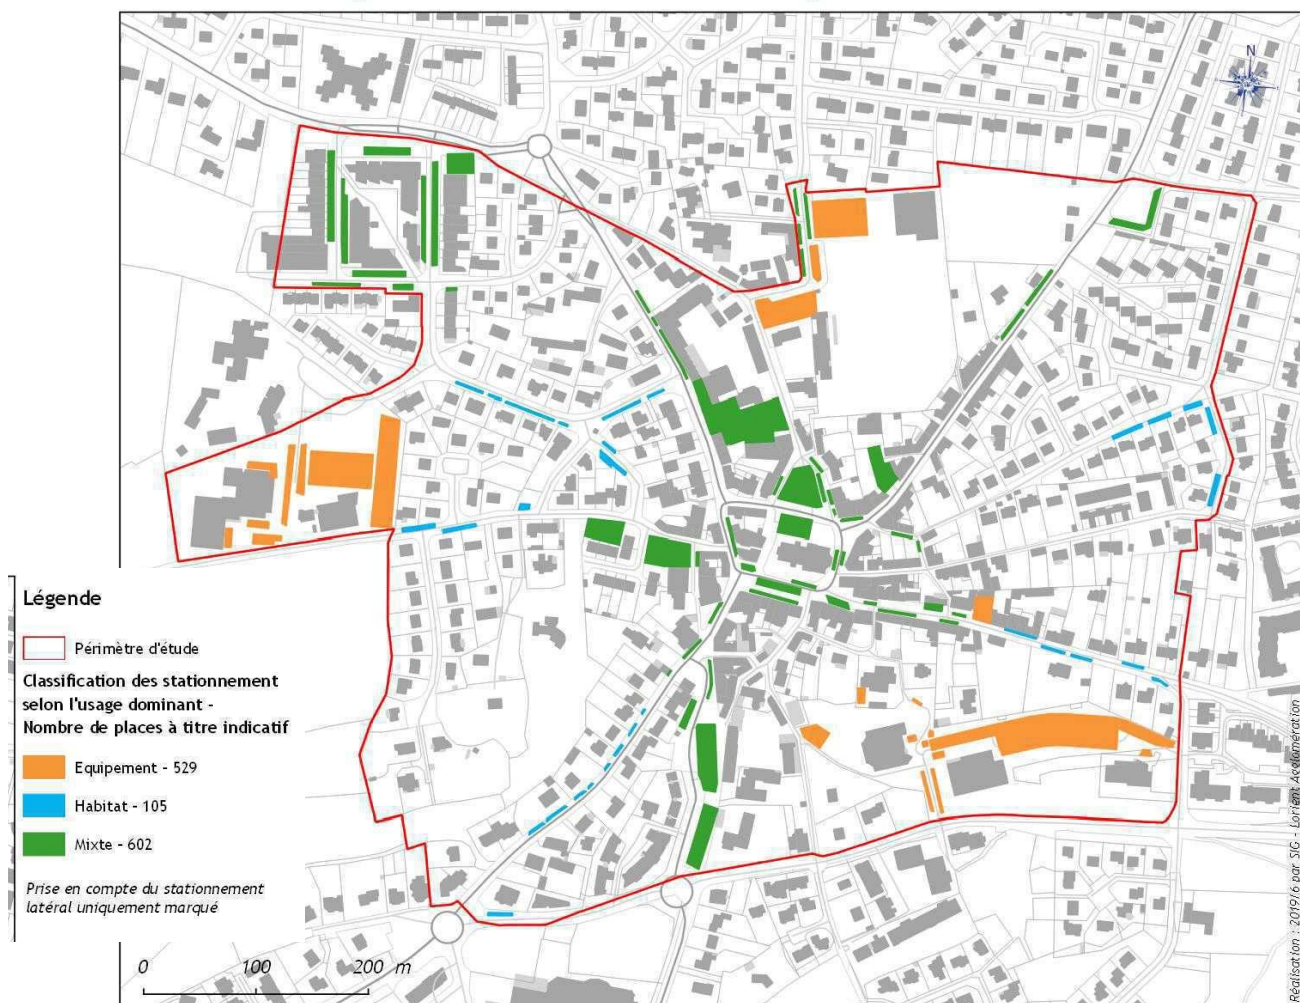 N
Légende
Périmètre d'étude
Classification des stationnement
selon l'usage dominant -
Nombre de places à titre indicatif
Equipement - 529
Habitat - 105
Mixte - 602
Prise en compte du stationnement
latéral uniquement marqué
0 100 200 m
Réalisation : 2019/6 par SIG - Lorient Agglomération